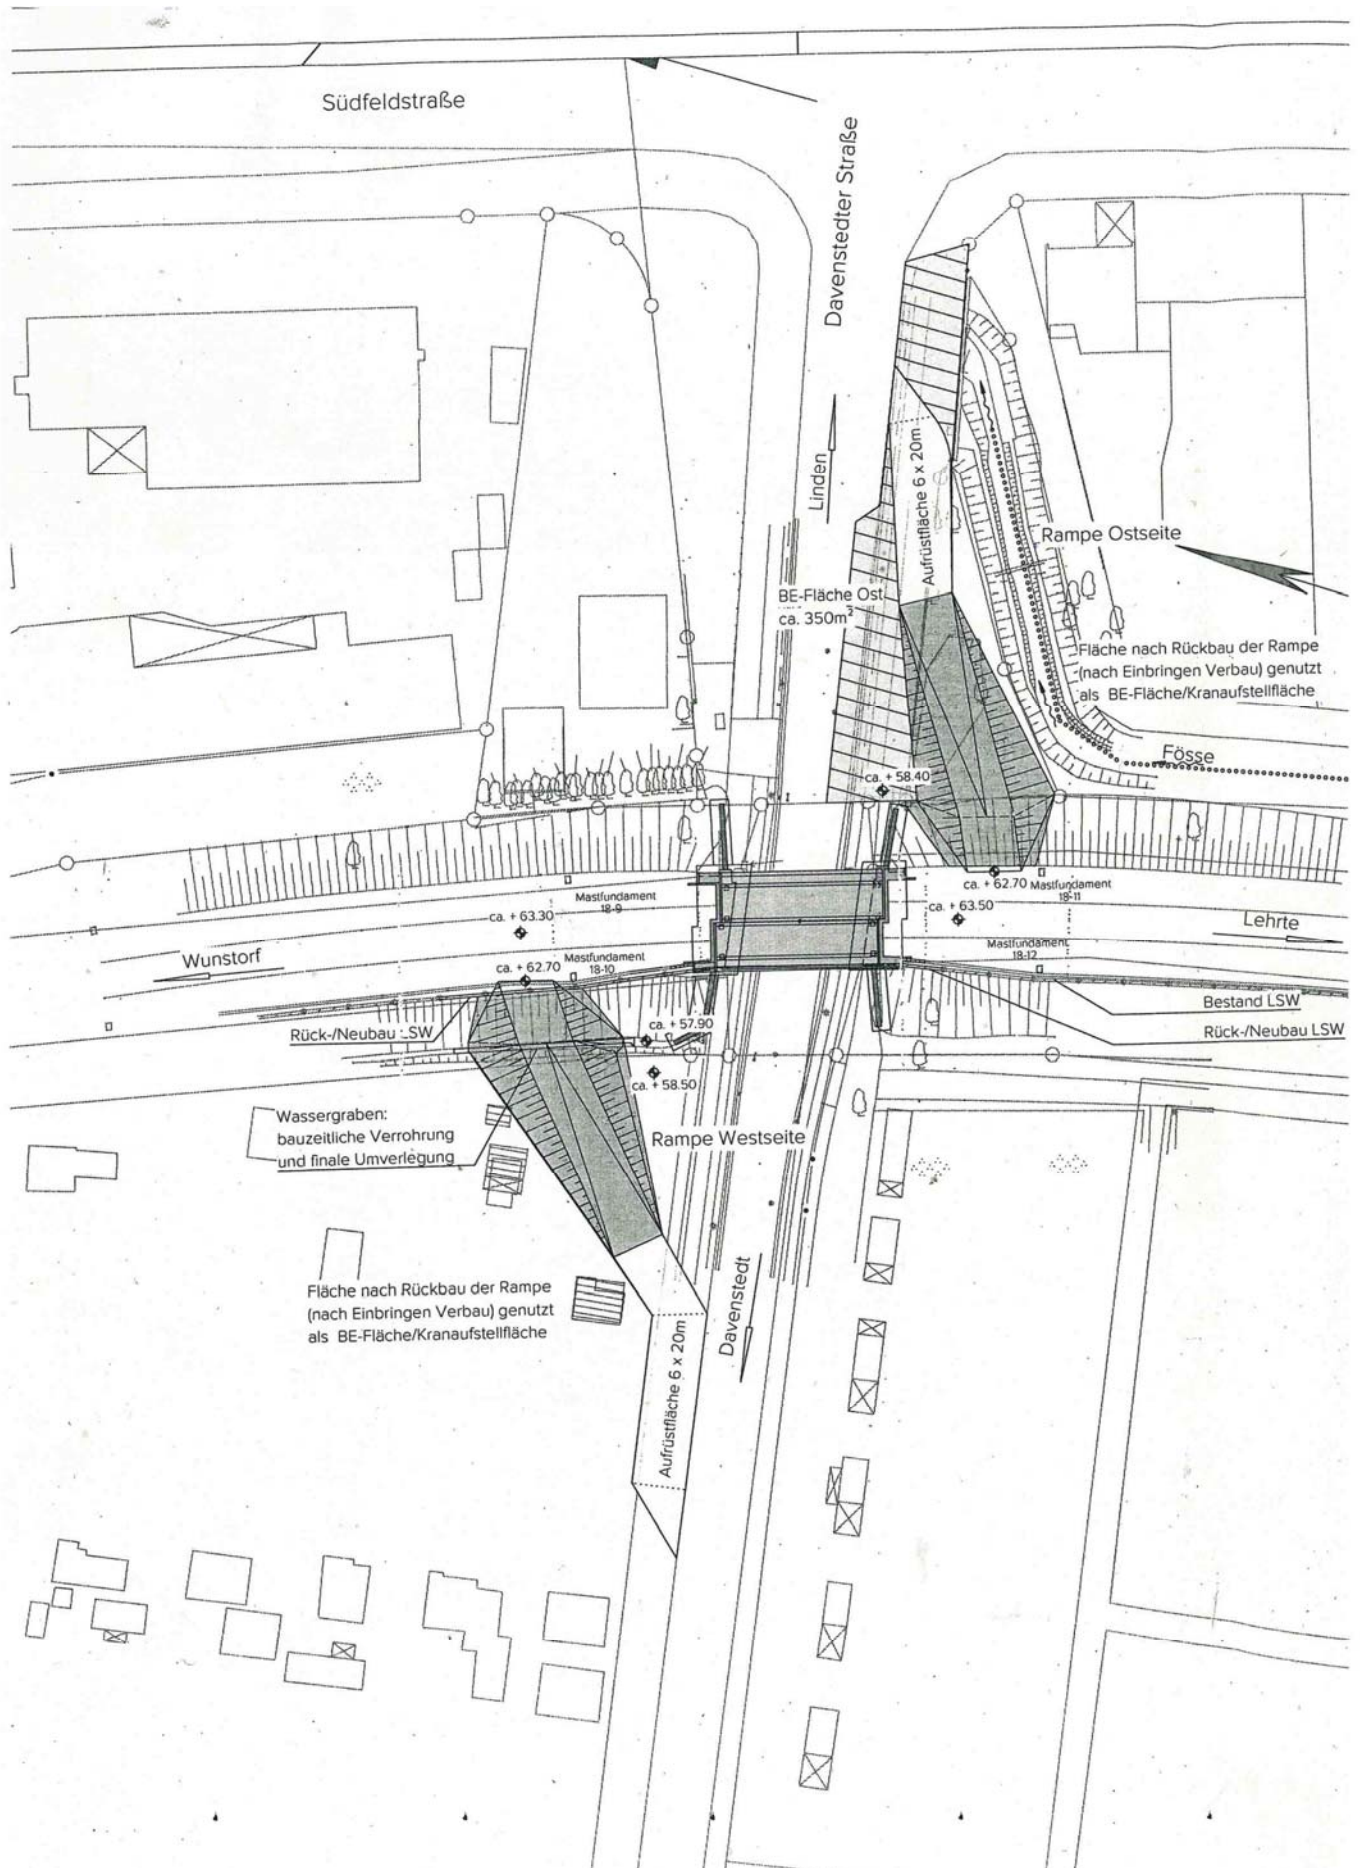 Südfeldstraße
Davenstedter Straße
Linden
Aufrüstfläche 6 x 20m
Rampe Ostseite
BE-Fläche Ost
ca. 350m²
Fläche nach Rückbau der Rampe
(nach Einbringen Verbau) genutzt
als BE-Fläche/Kranaufstellfläche
Fösse
ca. + 58.40
ca. + 62.70
Mastfundament
18-11
Mastfundament
18-9
ca. + 63.30
ca. + 63.50
Lehrte
Mastfundament
18-12
Wunstorf
Mastfundament
18-10
ca. + 62.70
Bestand LSW
Rück-/Neubau LSW
ca. + 57.90
Rück-/Neubau LSW
ca. + 58.50
Wassergraben:
bauzeitliche Verrohrung
und finale Umverlegung
Rampe Westseite
Davenstedt
Fläche nach Rückbau der Rampe
(nach Einbringen Verbau) genutzt
als BE-Fläche/Kranaufstellfläche
Aufrüstfläche 6 x 20m